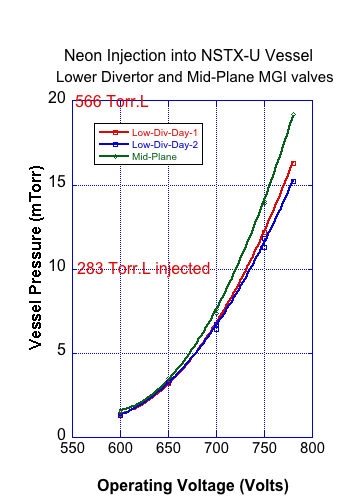 Neon Injection into NSTX-U Vessel
Lower Divertor and Mid-Plane MGI valves
20
566 Torr.L
Low-Div-Day-1
Low-Div-Day-2
Mid-Plane
15
Vessel Pressure (mTorr)
10
283 Torr.L injected
5
0
550 600 650 700 750 800
Operating Voltage (Volts)